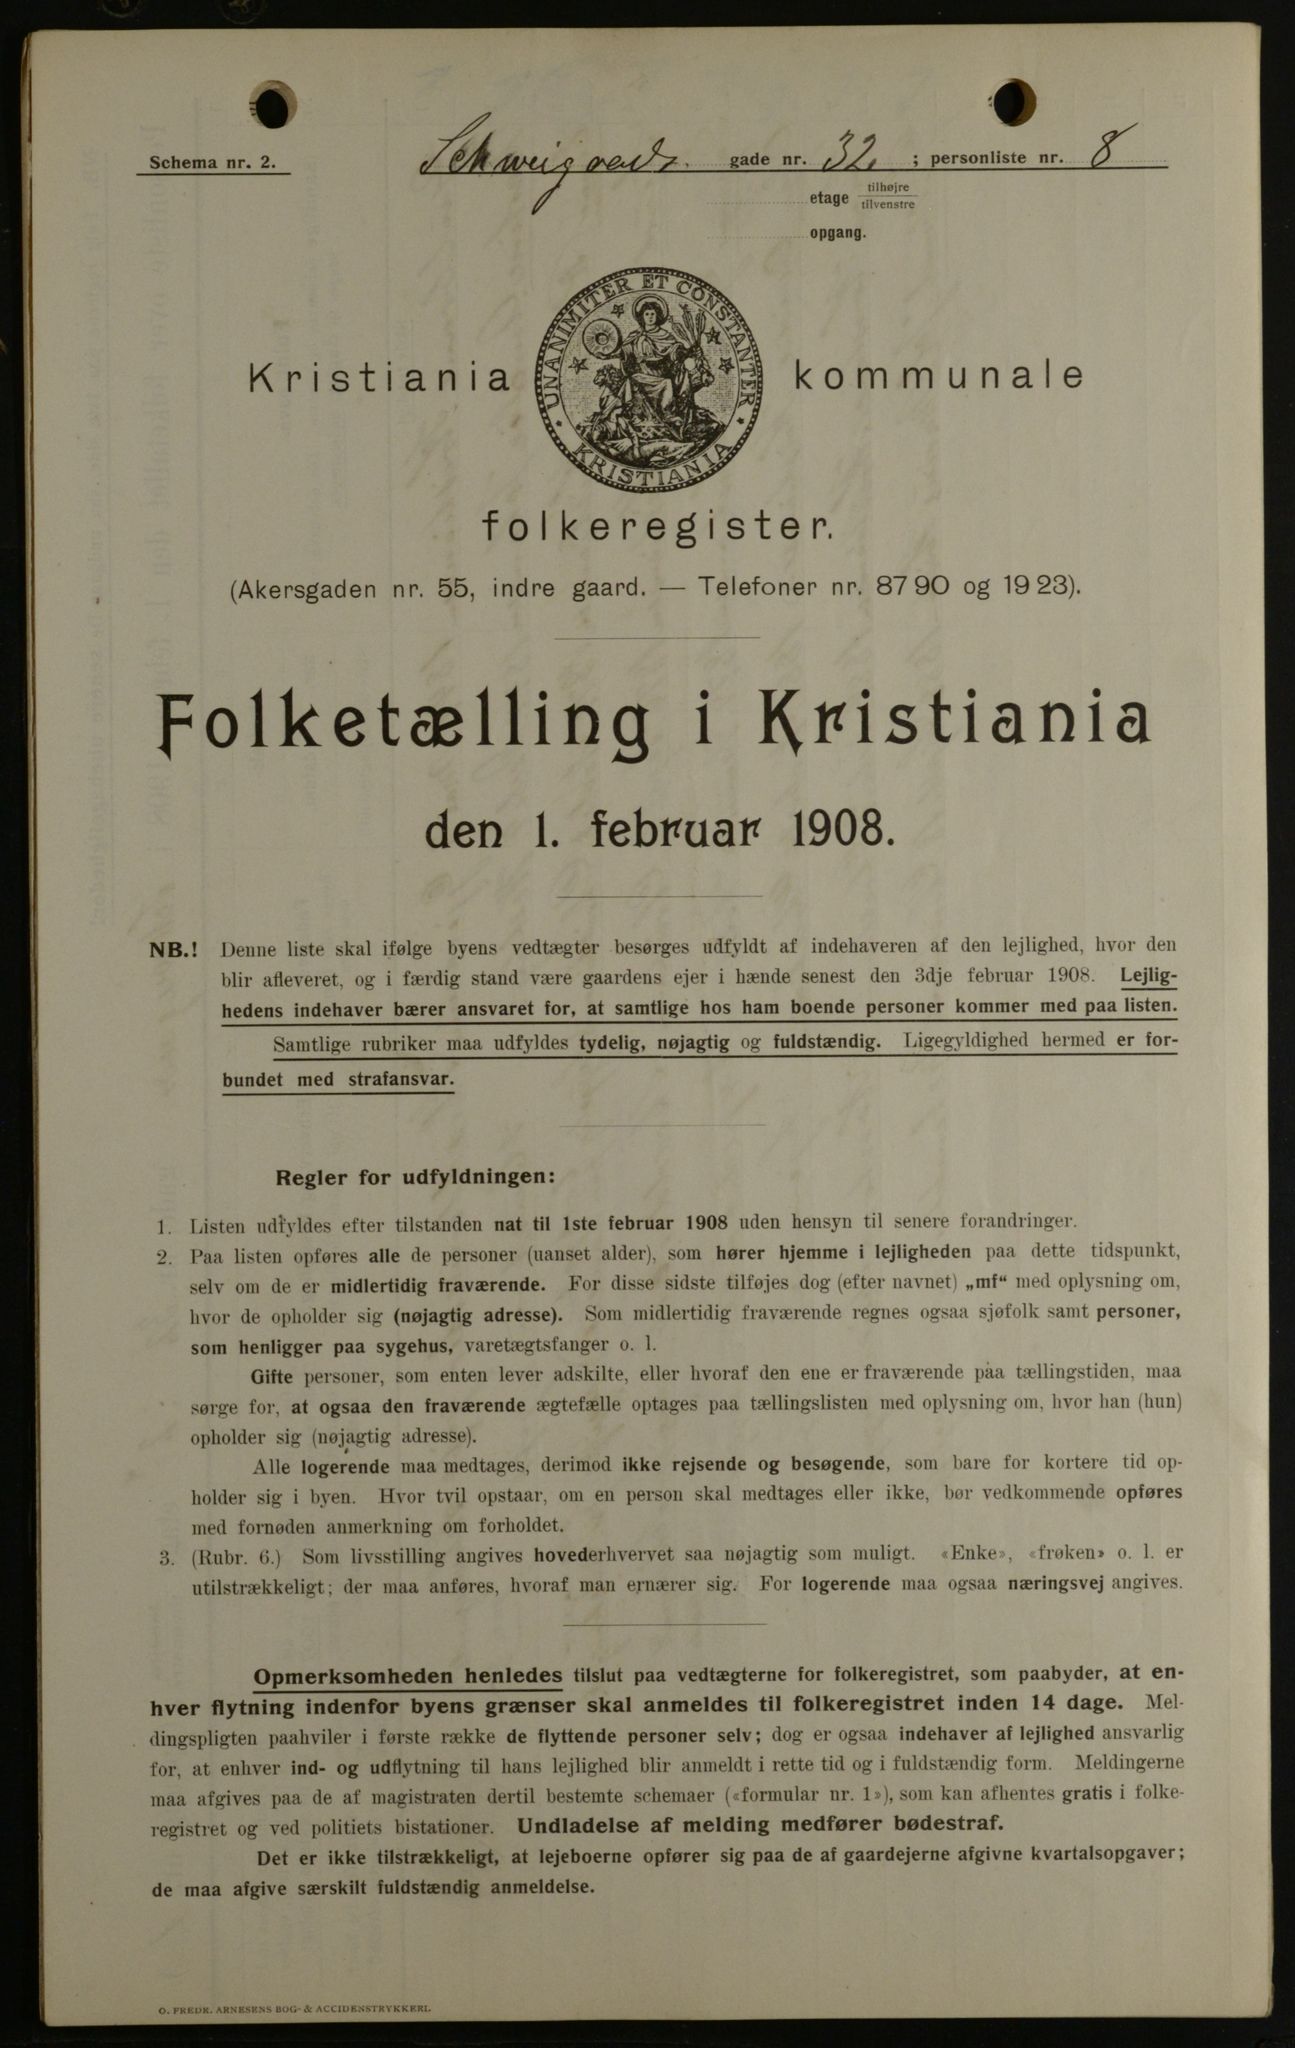 Schema nr. 2.
Schweigaards gade nr. 32 ; personliste nr. 8
etage tilhøjre
tilvenstre
opgang.
UNANIMITER ET CONSTANTER
KRISTIANIA
Kristiania kommunale
folkeregister.
(Akersgaden nr. 55, indre gaard. — Telefoner nr. 87 90 og 19 23).
Folketælling i Kristiania
den 1. februar 1908.
NB.! Denne liste skal ifølge byens vedtægter besørges udfyldt af indehaveren af den lejlighed, hvor den
blir afleveret, og i færdig stand være gaardens ejer i hænde senest den 3dje februar 1908. Lejlig-
hedens indehaver bærer ansvaret for, at samtlige hos ham boende personer kommer med paa listen.
Samtlige rubriker maa udfyldes tydelig, nøjagtig og fuldstændig. Ligegyldighed hermed er for-
bundet med strafansvar.
Regler for udfyldningen:
1. Listen udfyldes efter tilstanden nat til 1ste februar 1908 uden hensyn til senere forandringer.
2. Paa listen opføres alle de personer (uanset alder), som hører hjemme i lejligheden paa dette tidspunkt,
selv om de er midlertidig fraværende. For disse sidste tilføjes dog (efter navnet) „mf“ med oplysning om,
hvor de opholder sig (nøjagtig adresse). Som midlertidig fraværende regnes ogsaa sjøfolk samt personer,
som henligger paa sygehus, varetægtsfanger o. l.
Gifte personer, som enten lever adskilte, eller hvoraf den ene er fraværende paa tællingstiden, maa
sørge for, at ogsaa den fraværende ægtefælle optages paa tællingslisten med oplysning om, hvor han (hun)
opholder sig (nøjagtig adresse).
Alle logerende maa medtages, derimod ikke rejsende og besøgende, som bare for kortere tid op-
holder sig i byen. Hvor tvil opstaar, om en person skal medtages eller ikke, bør vedkommende opføres
med fornøden anmerkning om forholdet.
3. (Rubr. 6.) Som livsstilling angives hovederhvervet saa nøjagtig som muligt. «Enke», «frøken» o. l. er
utilstrækkeligt; der maa anføres, hvoraf man ernærer sig. For logerende maa ogsaa næringsvej angives.
Opmerksomheden henledes tilslut paa vedtægterne for folkeregistret, som paabyder, at en-
hver flytning indenfor byens grænser skal anmeldes til folkeregistret inden 14 dage. Mel-
dingspligten paahviler i første række de flyttende personer selv; dog er ogsaa indehaver af lejlighed ansvarlig
for, at enhver ind- og udflytning til hans lejlighed blir anmeldt i rette tid og i fuldstændig form. Meldingerne
maa afgives paa de af magistraten dertil bestemte schemaer («formular nr. 1»), som kan afhentes gratis i folke-
registret og ved politiets bistationer. Undladelse af melding medfører bødestraf.
Det er ikke tilstrækkeligt, at lejeboerne opfører sig paa de af gaardejerne afgivne kvartalsopgaver;
de maa afgive særskilt fuldstændig anmeldelse.
O. FREDR. ARNESENS BOG- & ACCIDENSTRYKKERI.